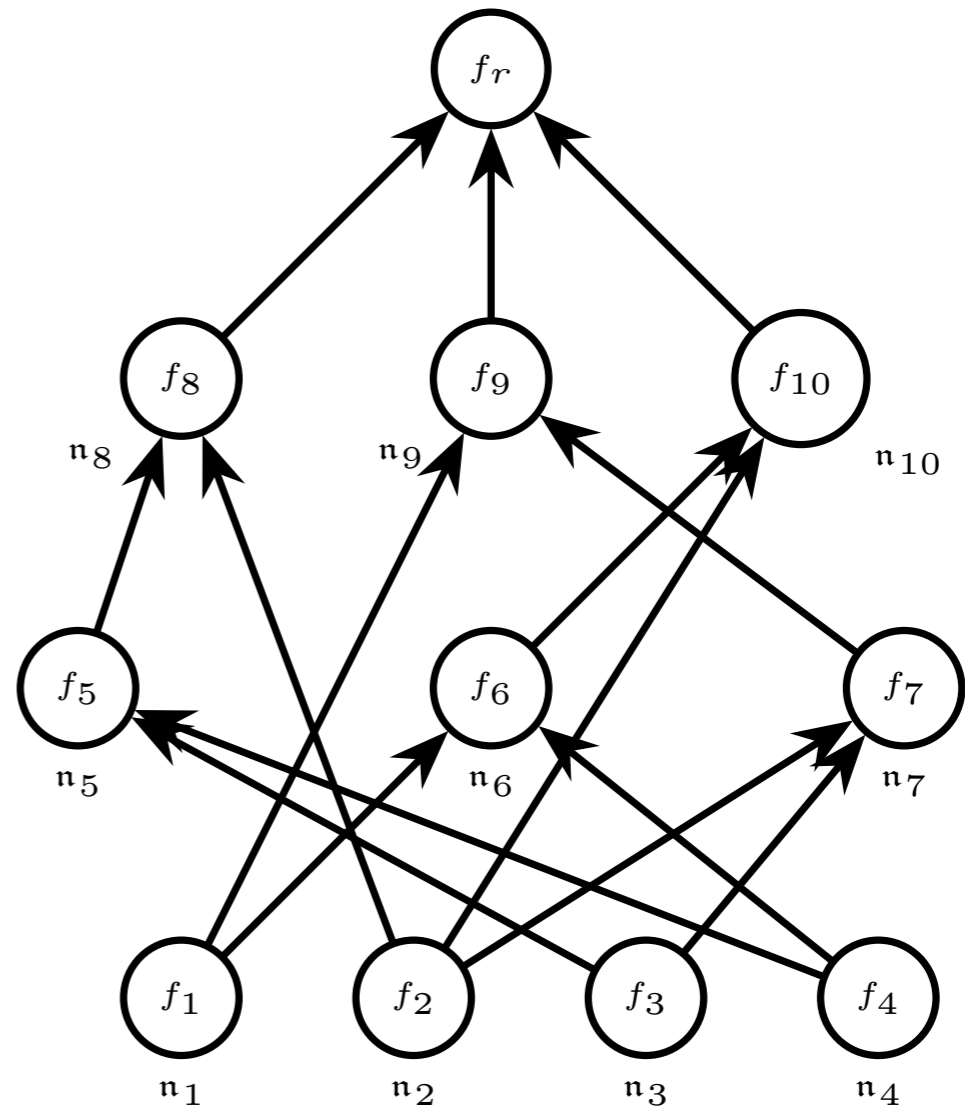 f_r
f_8 f_9 f_10
𝔫_8 𝔫_9 𝔫_10
f_5 f_6 f_7
𝔫_5 𝔫_6 𝔫_7
f_1 f_2 f_3 f_4
𝔫_1 𝔫_2 𝔫_3 𝔫_4